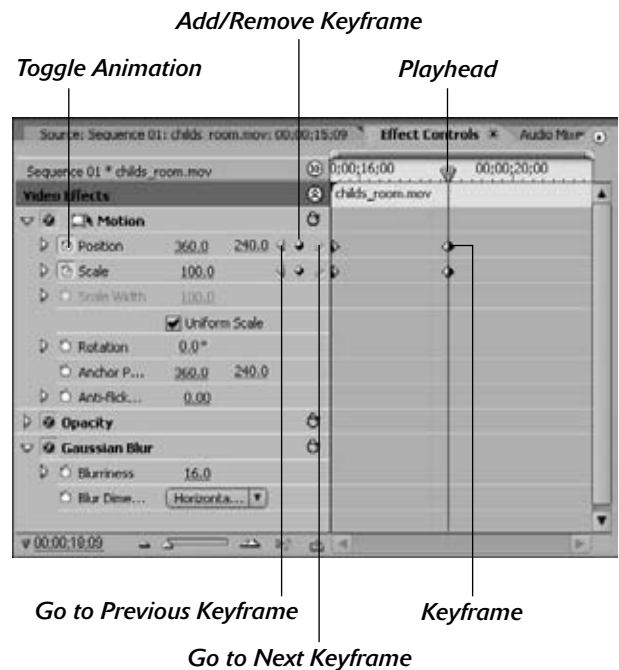 Add/Remove Keyframe
Toggle Animation
Playhead
Source: Sequence 01: childs_room.mov: 00;00;15;09
Effect Controls
Audio Mixer
Sequence 01 * childs_room.mov
0;00;16;00
00;00;20;00
Video Effects
childs_room.mov
Motion
Position 360.0 240.0
Scale 100.0
Scale Width 100.0
Uniform Scale
Rotation 0.0°
Anchor P... 360.0 240.0
Anti-flick... 0.00
Opacity
Gaussian Blur
Blurriness 16.0
Blur Dime... Horizonta...
00;00;18;09
Go to Previous Keyframe
Keyframe
Go to Next Keyframe